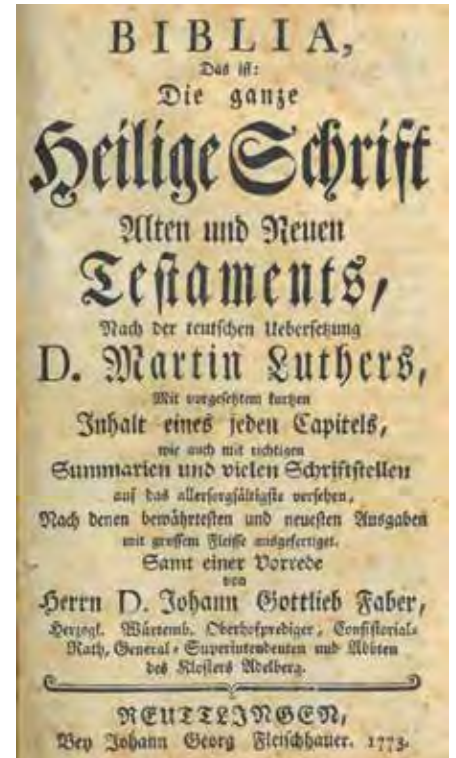 BIBLIA,
Das ist:
Die ganze
Heilige Schrift
Alten und Neuen
Testaments,
Nach der teutschen Uebersetzung
D. Martin Luthers,
Mit vorgesetztem kurtzen
Inhalt eines jeden Capitels,
wie auch mit richtigen
Summarien und vielen Schriftstellen
auf das allersorgfältigste versehen,
Nach denen bewährtesten und neuesten Ausgaben
mit grossem Fleisse ausgefertiget.
Samt einer Vorrede
von
Herrn D. Johann Gottlieb Faber,
Herzogl. Würtemb. Oberhofprediger, Consistorial-
Rath, General-Superintendenten und Abbten
des Klosters Adelberg.
REUTTLINGEN,
Bey Johann Georg Fleischhauer. 1773.